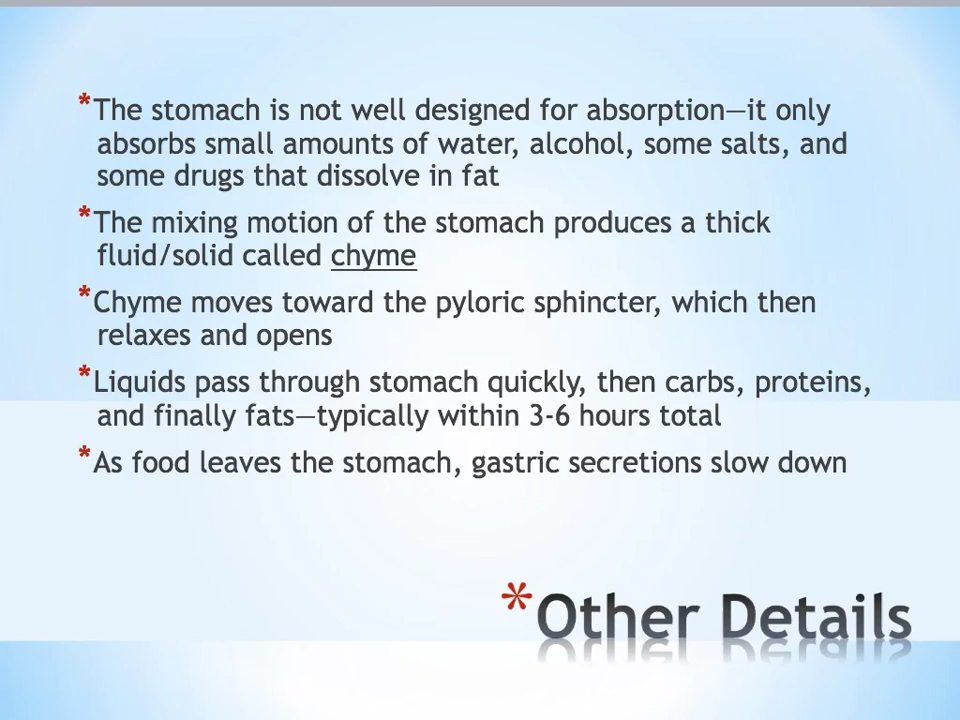 *The stomach is not well designed for absorption—it only
absorbs small amounts of water, alcohol, some salts, and
some drugs that dissolve in fat
*The mixing motion of the stomach produces a thick
fluid/solid called chyme
*Chyme moves toward the pyloric sphincter, which then
relaxes and opens
*Liquids pass through stomach quickly, then carbs, proteins,
and finally fats—typically within 3-6 hours total
*As food leaves the stomach, gastric secretions slow down
*Other Details